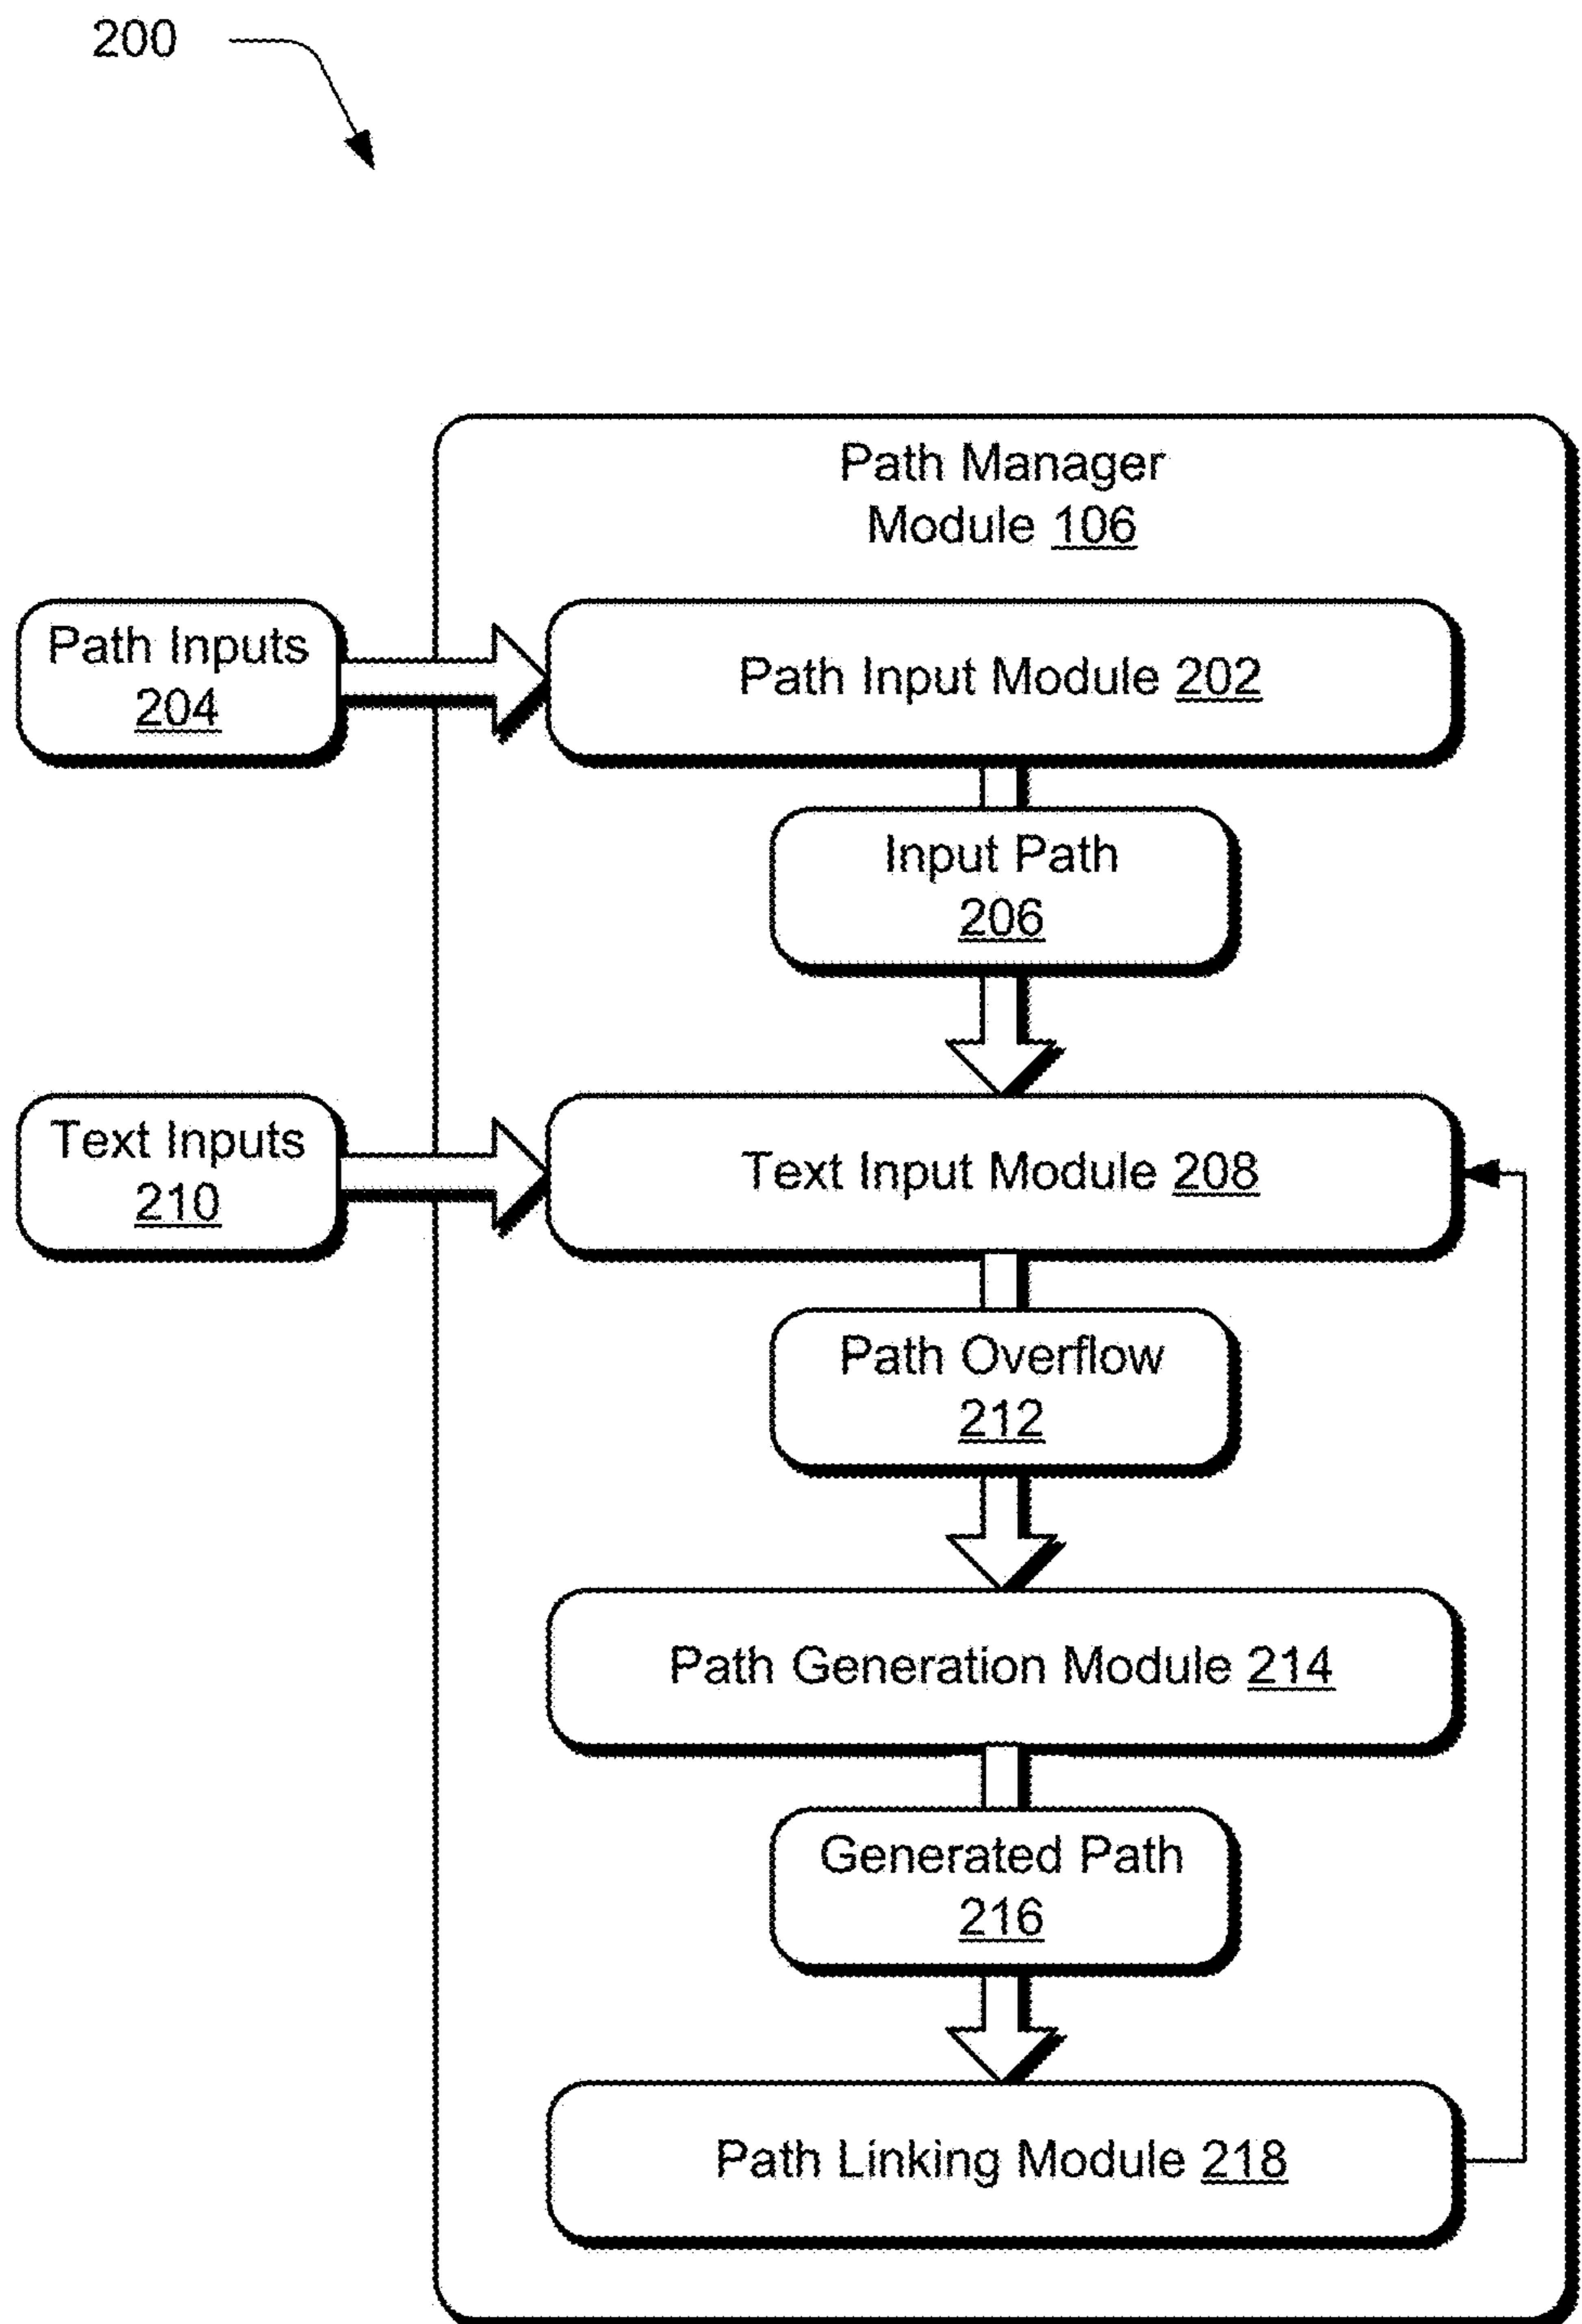 200
Path Manager
Module 106
Path Inputs
204
Path Input Module 202
Input Path
206
Text Inputs
210
Text Input Module 208
Path Overflow
212
Path Generation Module 214
Generated Path
216
Path Linking Module 218